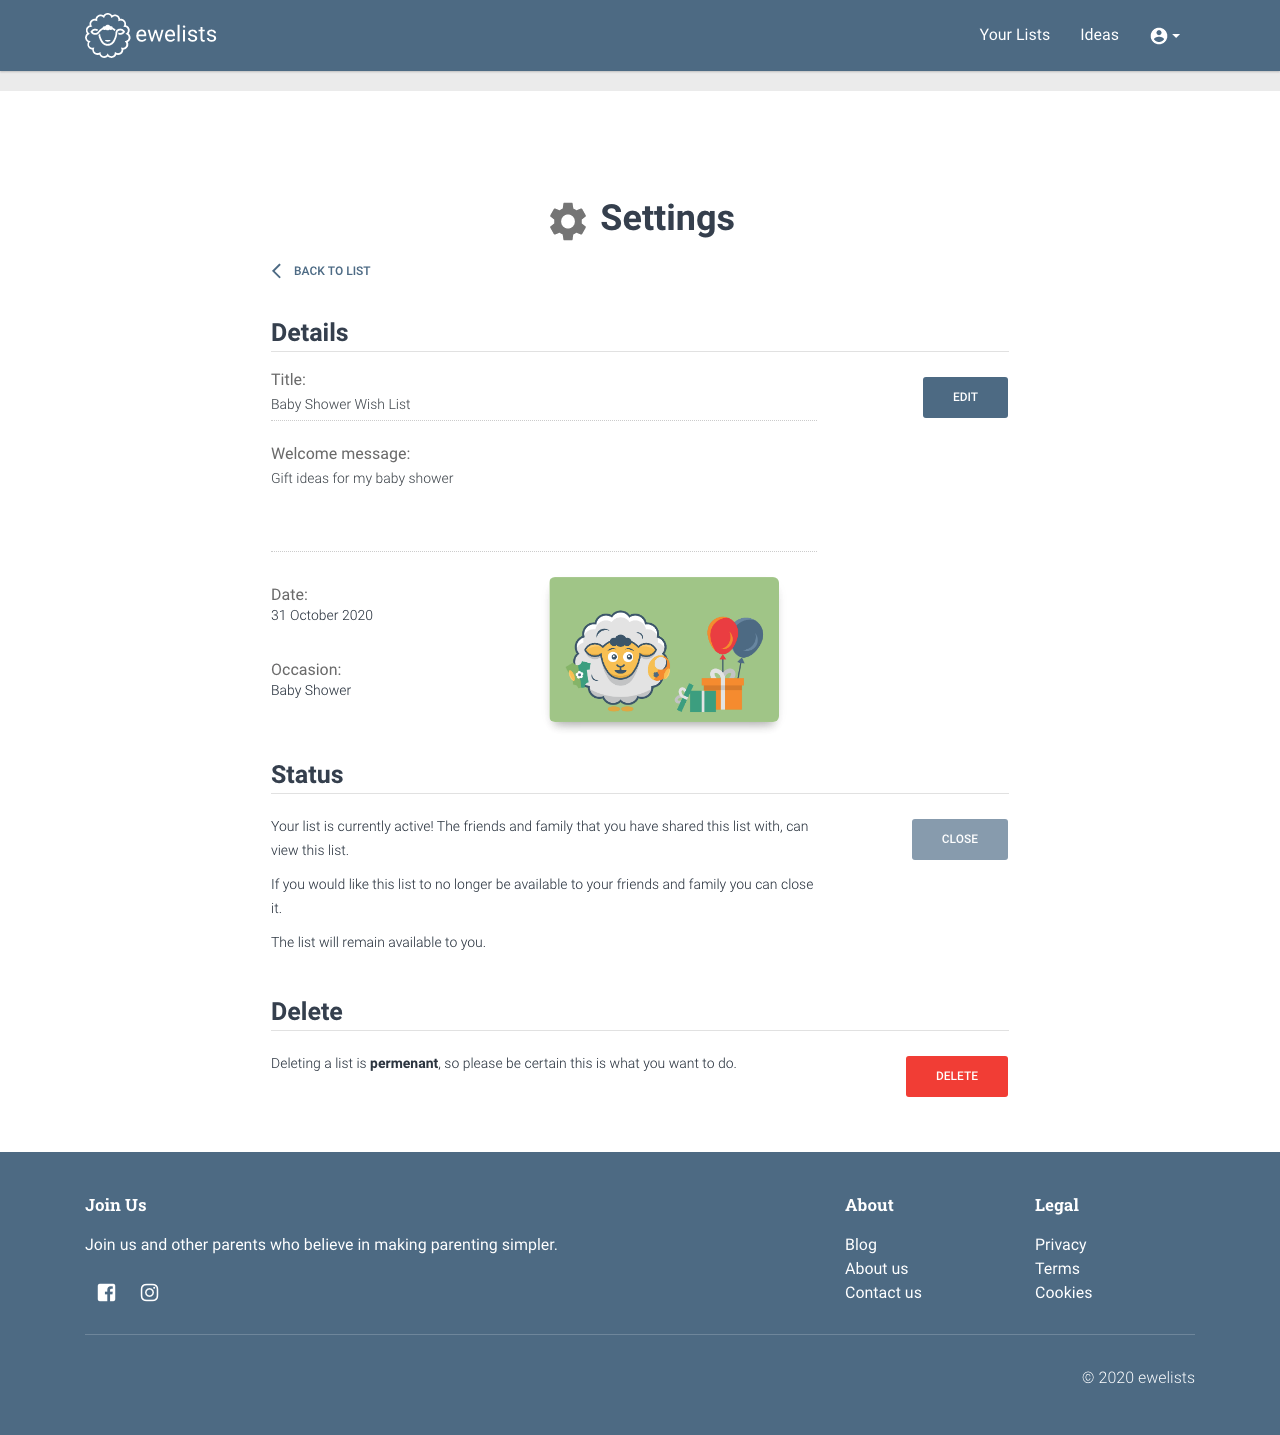 ewelists
Your Lists
Ideas
Settings
BACK TO LIST
Details
Title:
Baby Shower Wish List
EDIT
Welcome message:
Gift ideas for my baby shower
Date:
31 October 2020
Occasion:
Baby Shower
Status
Your list is currently active! The friends and family that you have shared this list with, can
view this list.
CLOSE
If you would like this list to no longer be available to your friends and family you can close
it.
The list will remain available to you.
Delete
Deleting a list is permenant, so please be certain this is what you want to do.
DELETE
Join Us
Join us and other parents who believe in making parenting simpler.
About
Blog
About us
Contact us
Legal
Privacy
Terms
Cookies
© 2020 ewelists